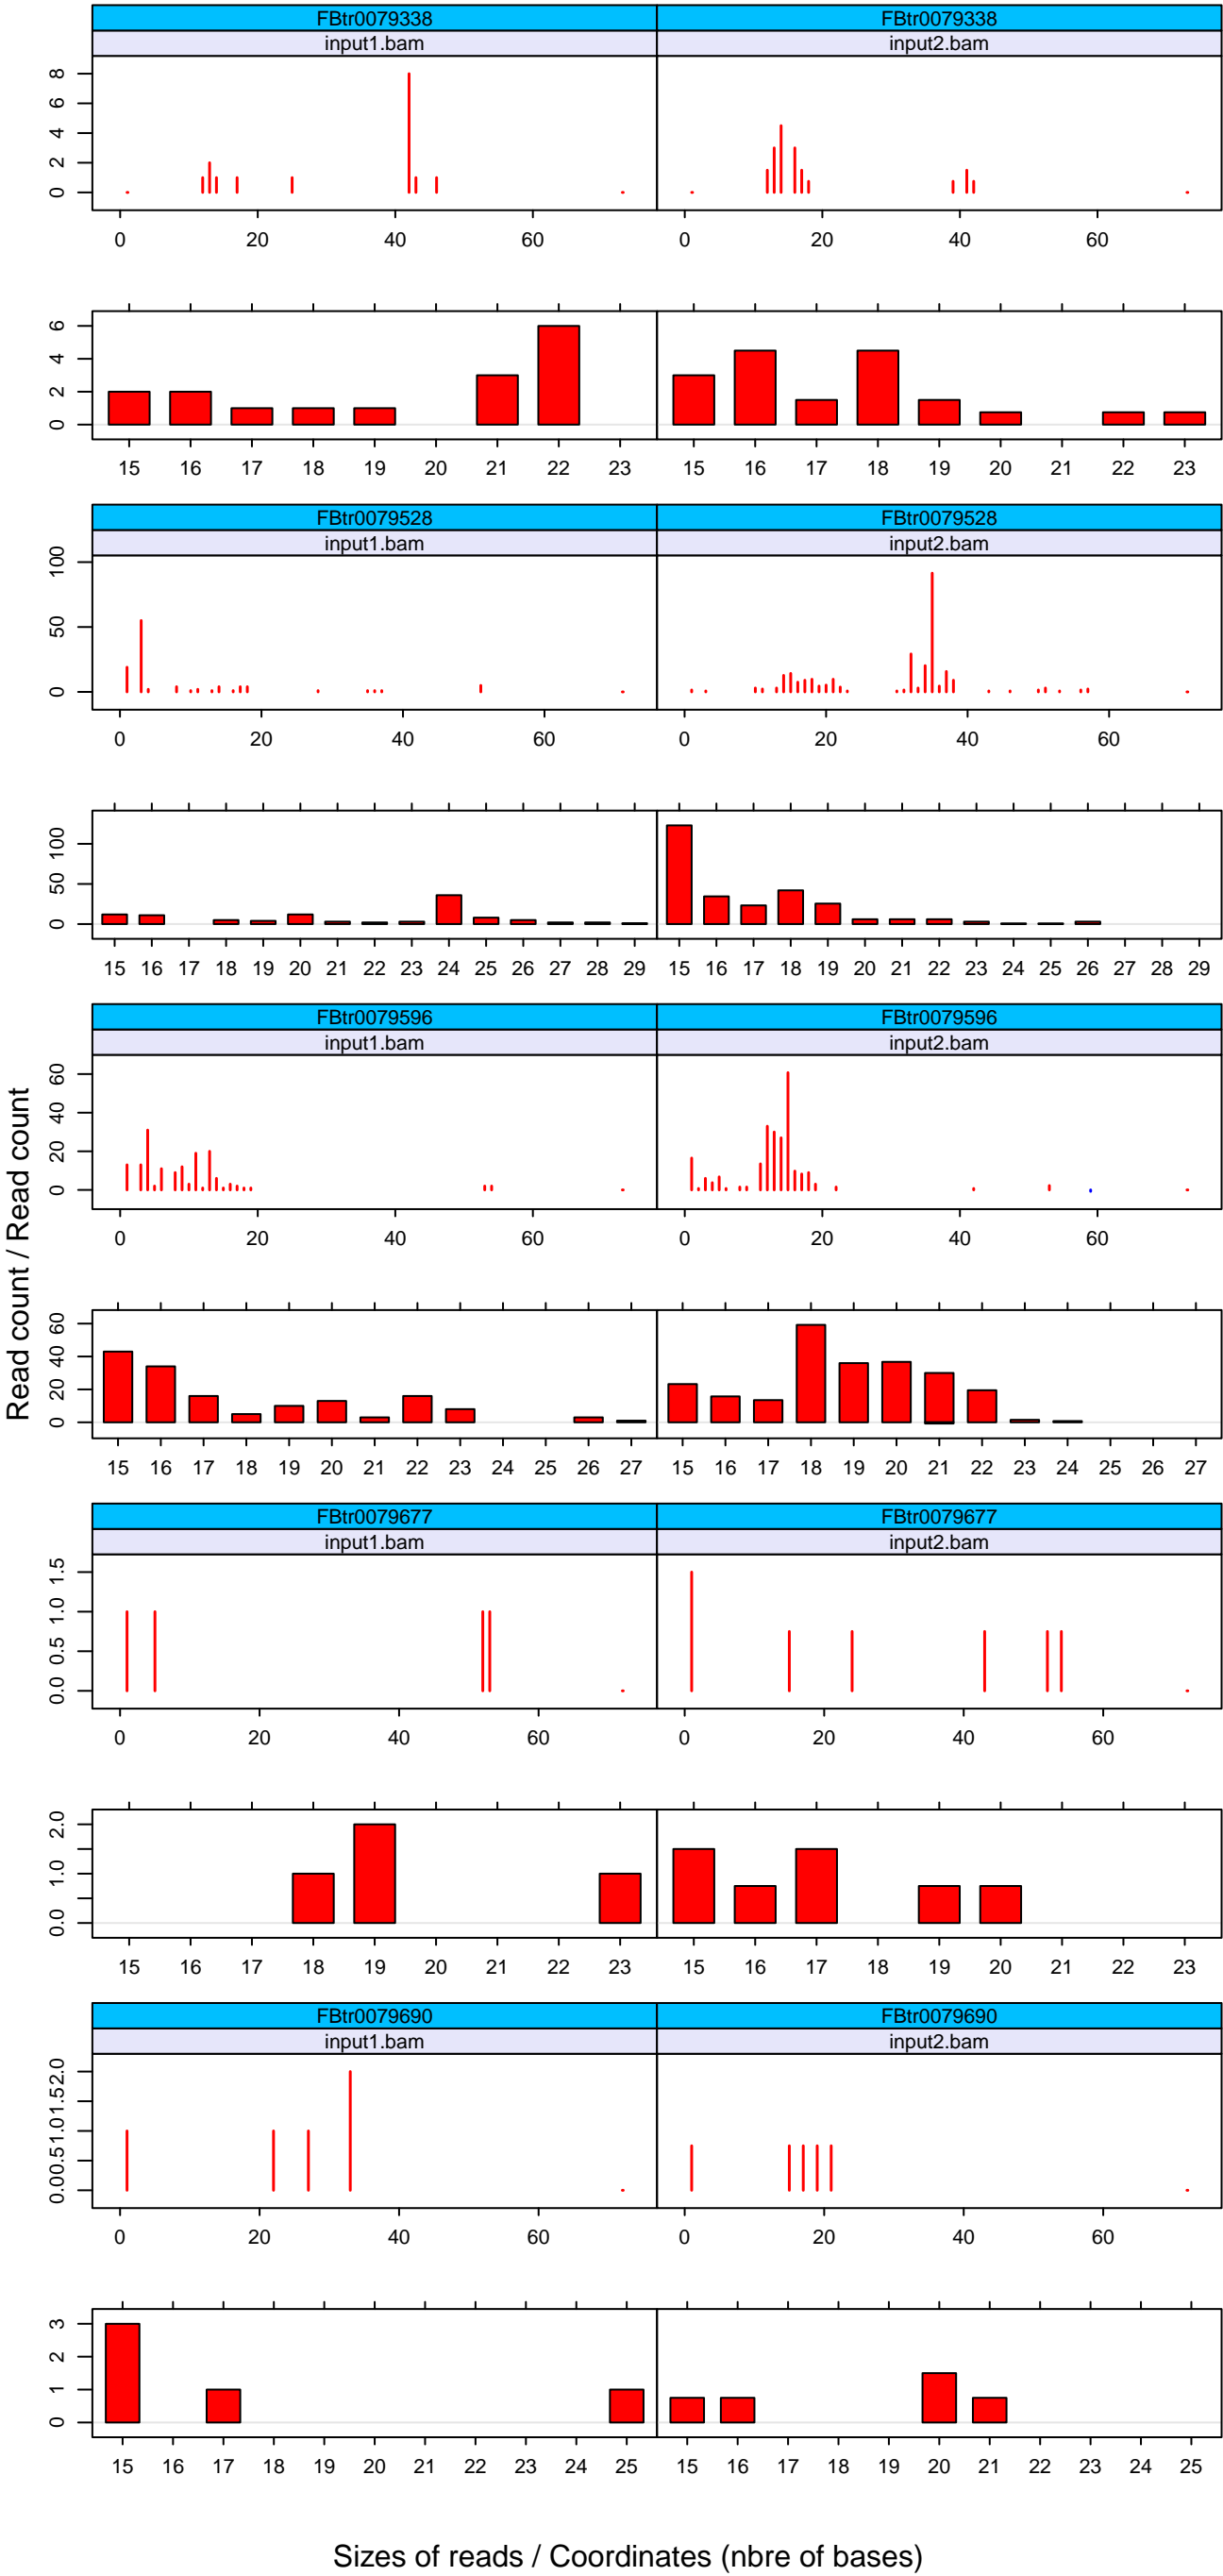 FBtr0079338 FBtr0079338
input1.bam input2.bam
8
6
4
2
0
0 20 40 60 0 20 40 60
6
4
2
0
15 16 17 18 19 20 21 22 23 15 16 17 18 19 20 21 22 23
FBtr0079528 FBtr0079528
input1.bam input2.bam
100
50
0
0 20 40 60 0 20 40 60
100
50
0
15 16 17 18 19 20 21 22 23 24 25 26 27 28 29 15 16 17 18 19 20 21 22 23 24 25 26 27 28 29
FBtr0079596 FBtr0079596
input1.bam input2.bam
60
40
20
0
0 20 40 60 0 20 40 60
Read count / Read count
60
40
20
0
15 16 17 18 19 20 21 22 23 24 25 26 27 15 16 17 18 19 20 21 22 23 24 25 26 27
FBtr0079677 FBtr0079677
input1.bam input2.bam
1.5
1.0
0.5
0.0
0 20 40 60 0 20 40 60
2.0
1.0
0.0
15 16 17 18 19 20 21 22 23 15 16 17 18 19 20 21 22 23
FBtr0079690 FBtr0079690
input1.bam input2.bam
2.0
1.5
1.0
0.5
0.0
0 20 40 60 0 20 40 60
3
2
1
0
15 16 17 18 19 20 21 22 23 24 25 15 16 17 18 19 20 21 22 23 24 25
Sizes of reads / Coordinates (nbre of bases)